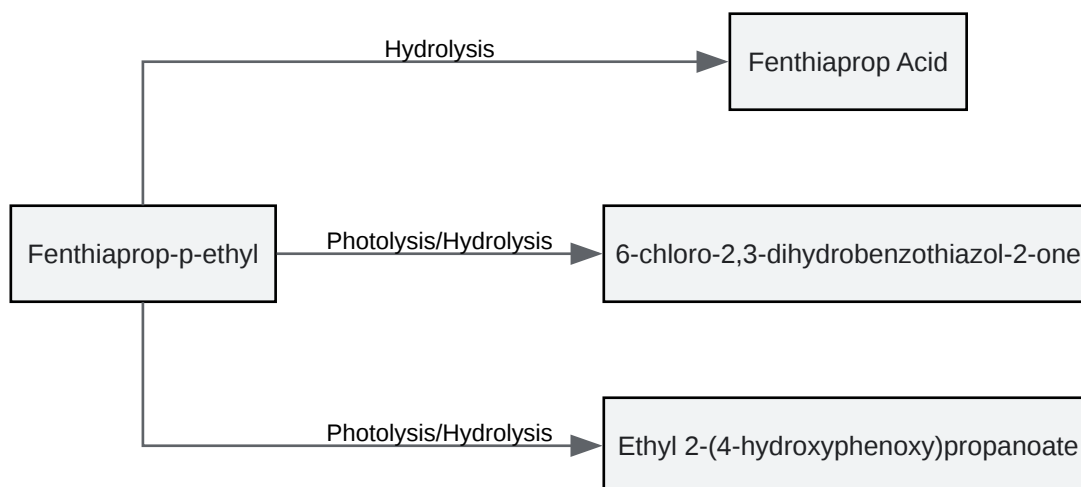 Hydrolysis
Fenthiaprop Acid
Fenthiaprop-p-ethyl
Photolysis/Hydrolysis
6-chloro-2,3-dihydrobenzothiazol-2-one
Photolysis/Hydrolysis
Ethyl 2-(4-hydroxyphenoxy)propanoate